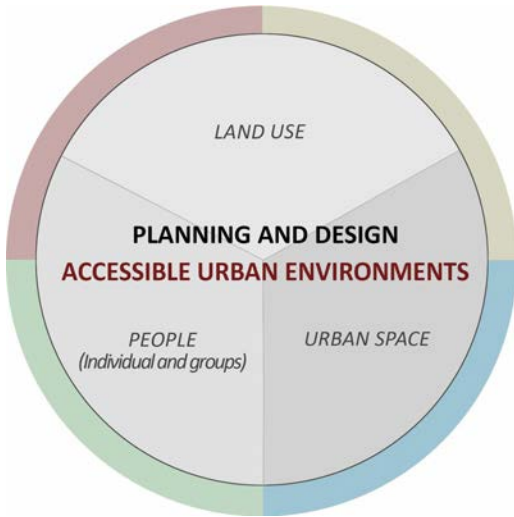 LAND USE
PLANNING AND DESIGN
ACCESSIBLE URBAN ENVIRONMENTS
PEOPLE
(Individual and groups)
URBAN SPACE